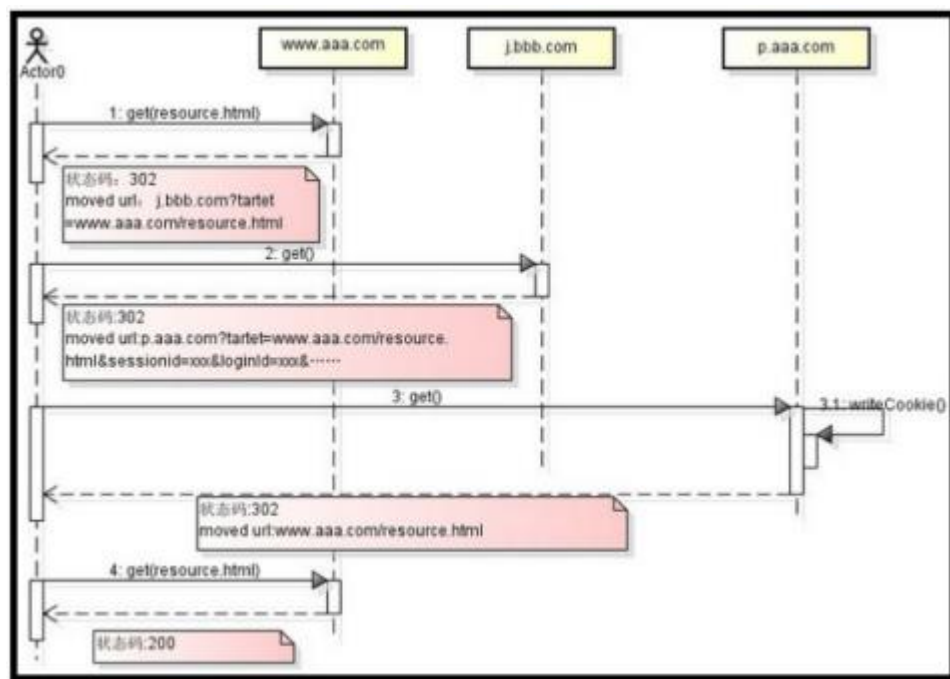 www.aaa.com
j.bbb.com
p.aaa.com
Actor0
1: get(resource.html)
状态码：302
moved url： j.bbb.com?tartet
=www.aaa.com/resource.html
2: get()
状态码:302
moved url:p.aaa.com?tartet=www.aaa.com/resource.
html&sessionid=xxx&loginId=xxx&……
3: get()
3.1: writeCookie()
状态码:302
moved url:www.aaa.com/resource.html
4: get(resource.html)
状态码:200